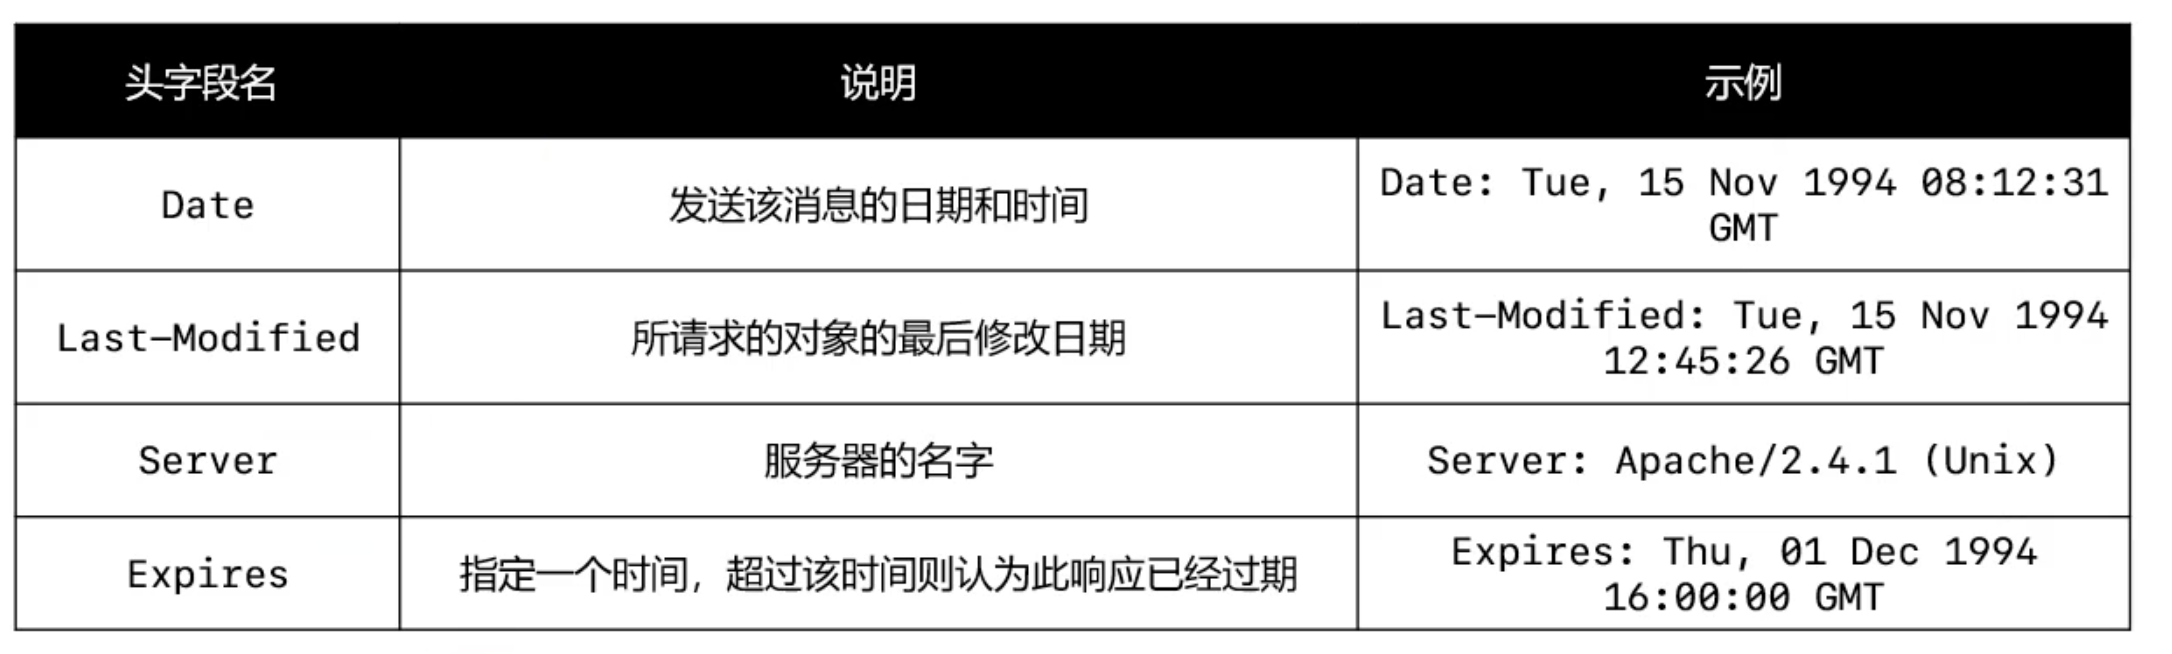 头字段名 说明 示例
Date 发送该消息的日期和时间 Date: Tue, 15 Nov 1994 08:12:31
GMT
Last-Modified 所请求的对象的最后修改日期 Last-Modified: Tue, 15 Nov 1994
12:45:26 GMT
Server 服务器的名字 Server: Apache/2.4.1 (Unix)
Expires 指定一个时间，超过该时间则认为此响应已经过期 Expires: Thu, 01 Dec 1994
16:00:00 GMT